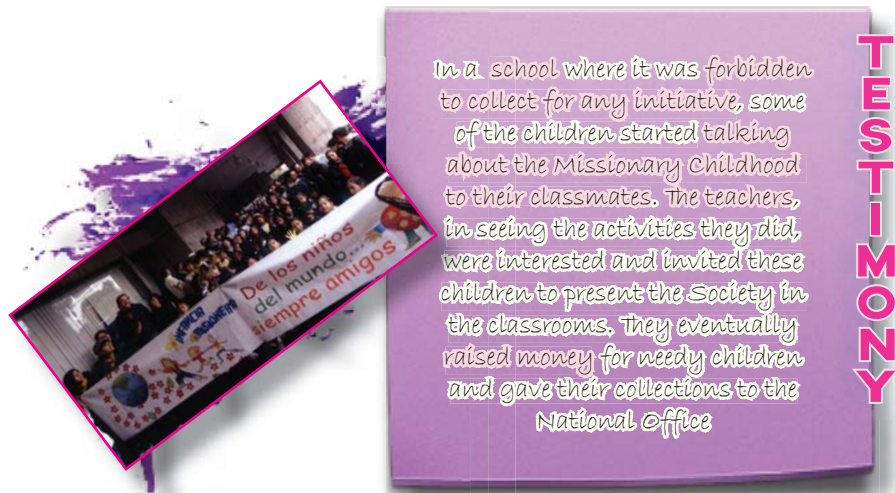 In a school where it was forbidden
to collect for any initiative, some
of the children started talking
about the Missionary Childhood
to their classmates. The teachers,
in seeing the activities they did,
were interested and invited these
children to present the Society in
the classrooms. They eventually
raised money for needy children
and gave their collections to the
National Office
TESTIMONY
De los niños
del mundo...
siempre amigos
INFANCIA
MISIONERA